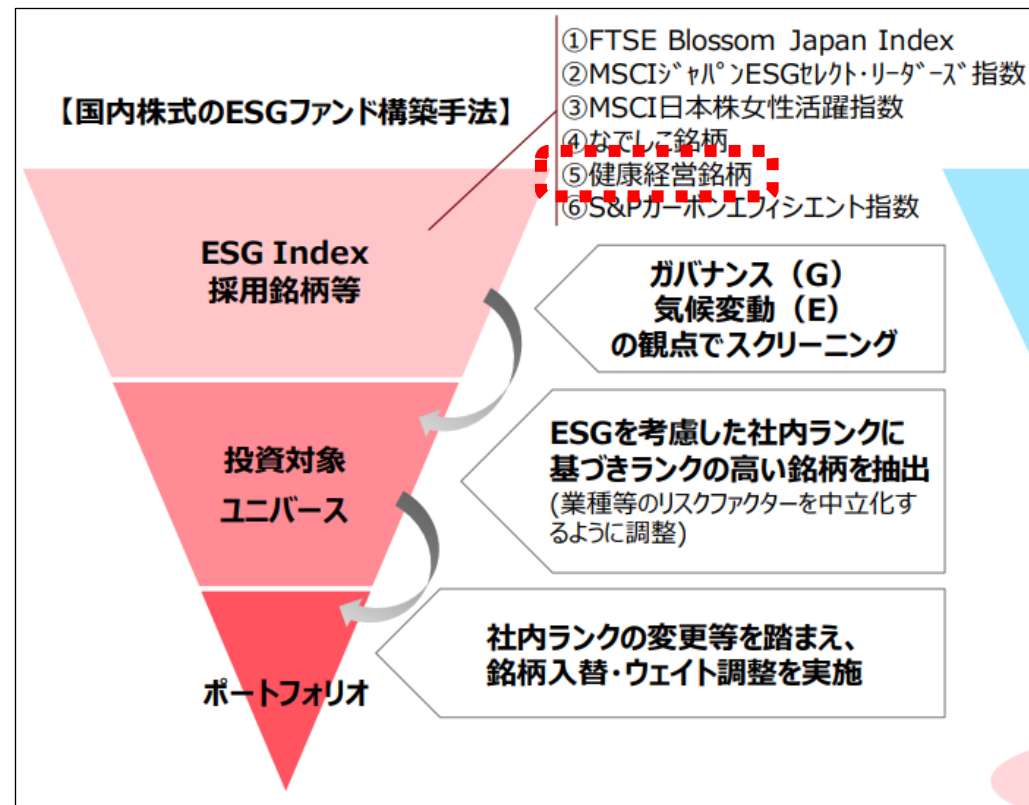 【国内株式のESGファンド構築手法】
①FTSE Blossom Japan Index
②MSCIｼﾞｬﾊﾟﾝESGｾﾚｸﾄ･ﾘｰﾀﾞｰｽﾞ指数
③MSCI日本株女性活躍指数
④なでしこ銘柄
⑤健康経営銘柄
⑥S&Pカーボンエフィシエント指数
ESG Index
採用銘柄等
ガバナンス（G）
気候変動（E）
の観点でスクリーニング
投資対象
ユニバース
ESGを考慮した社内ランクに
基づきランクの高い銘柄を抽出
(業種等のリスクファクターを中立化す
るように調整)
ポートフォリオ
社内ランクの変更等を踏まえ、
銘柄入替・ウェイト調整を実施